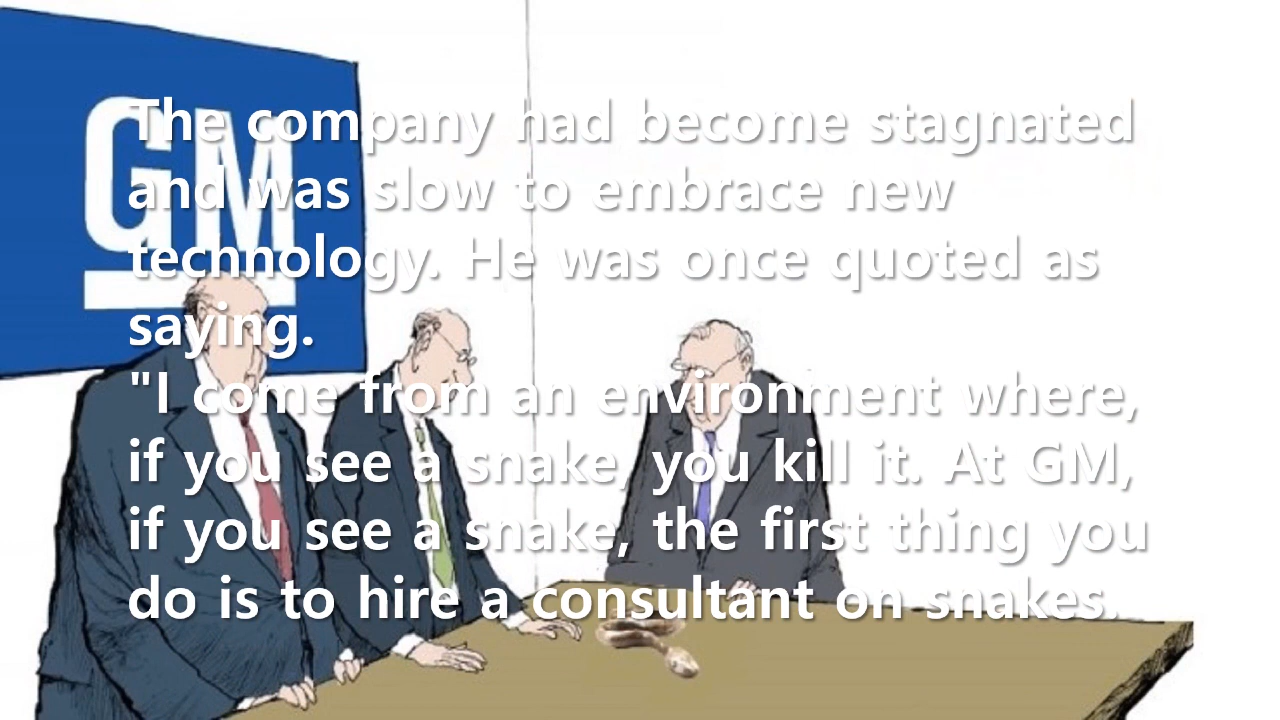 GM
The company had become stagnated
and was slow to embrace new
technology. He was once quoted as
saying.
"I come from an environment where,
if you see a snake, you kill it. At GM,
if you see a snake, the first thing you
do is to hire a consultant on snakes.